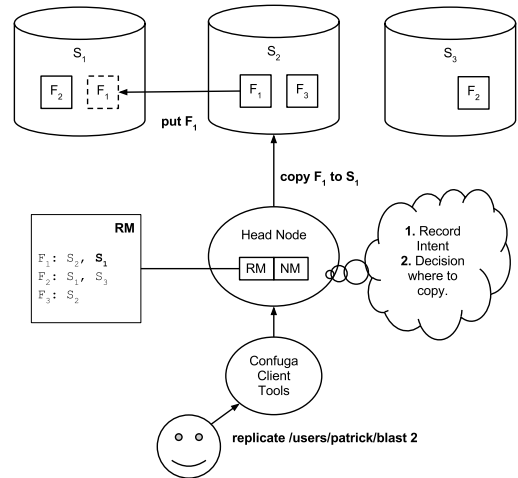 S1
S2
S3
F2
F1
F1
F3
F2
put F1
copy F1 to S1
RM
F1: S2, S1
F2: S1, S3
F3: S2
Head Node
RM NM
1. Record
Intent
2. Decision
where to
copy.
Confuga
Client
Tools
replicate /users/patrick/blast 2